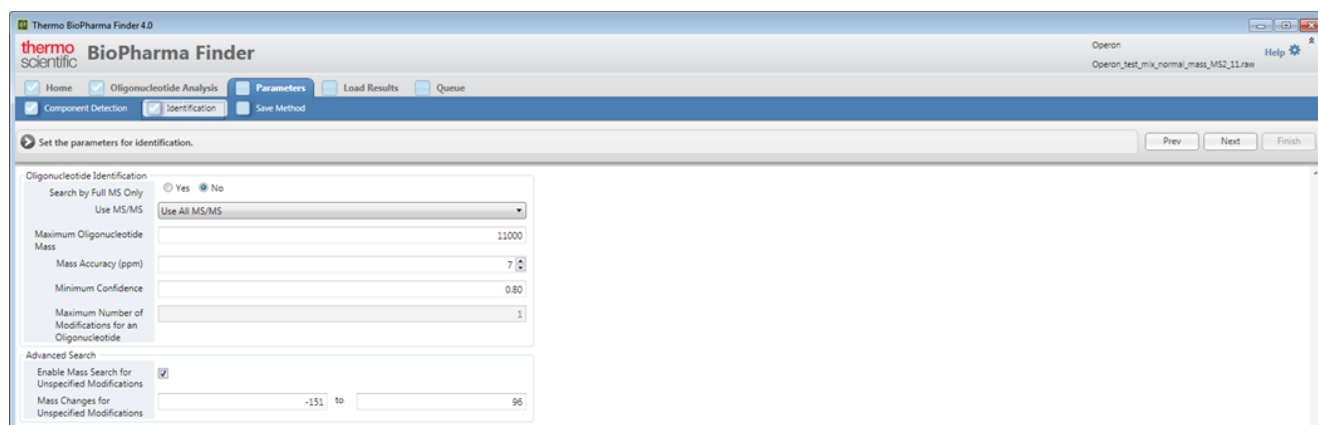 Thermo BioPharma Finder 4.0
thermo
scientific
BioPharma Finder
Operon
Operon_test_mix_normal_mass_MS2_11.raw
Help
Home Oligonucleotide Analysis Parameters Load Results Queue
Component Detection Identification Save Method
Set the parameters for identification.
Prev Next Finish
Oligonucleotide Identification
Search by Full MS Only Yes No
Use MS/MS Use All MS/MS
Maximum Oligonucleotide
Mass
11000
Mass Accuracy (ppm) 7
Minimum Confidence 0.80
Maximum Number of
Modifications for an
Oligonucleotide
1
Advanced Search
Enable Mass Search for
Unspecified Modifications
Mass Changes for
Unspecified Modifications
-151 to 96